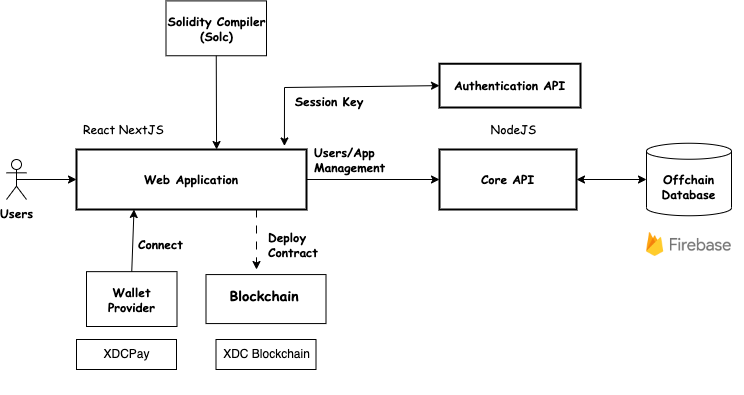 Solidity Compiler
(Solc)
Authentication API
Session Key
React NextJS
NodeJS
Users/App
Management
Web Application
Core API
Offchain
Database
Users
Connect
Deploy
Contract
Firebase
Wallet
Provider
Blockchain
XDCPay
XDC Blockchain